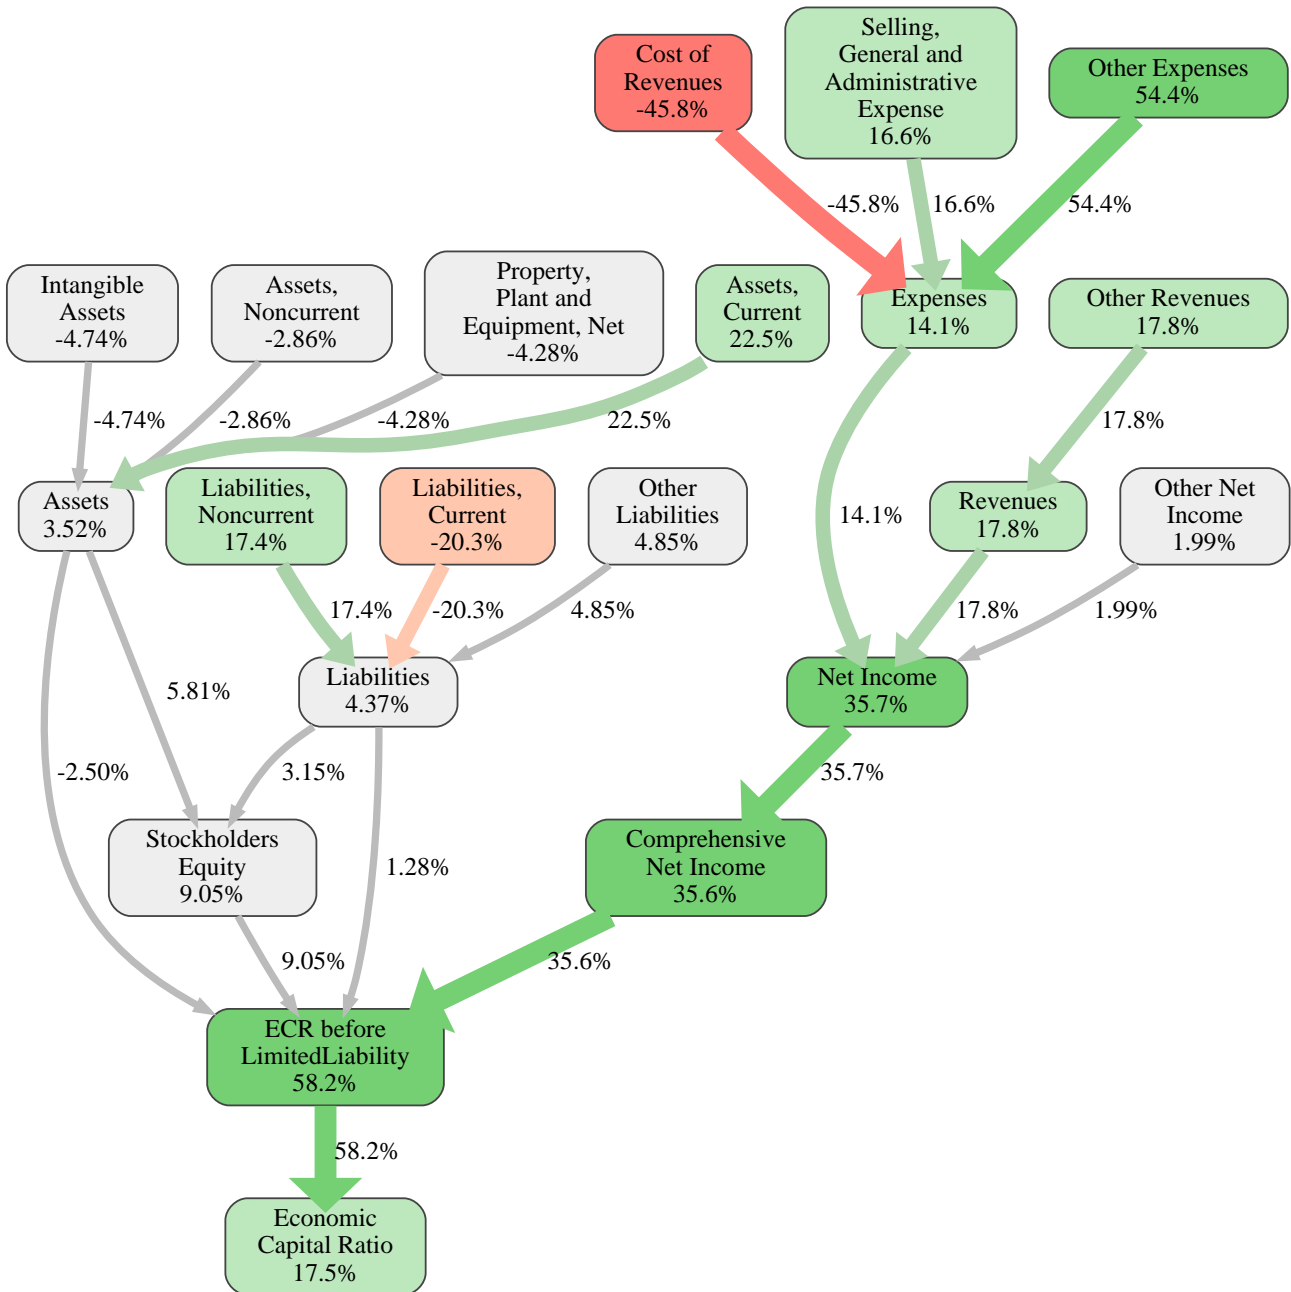 Cost of
Revenues
-45.8%
Selling,
General and
Administrative
Expense
16.6%
Other Expenses
54.4%
-45.8%
16.6%
54.4%
Intangible
Assets
-4.74%
Assets,
Noncurrent
-2.86%
Property,
Plant and
Equipment, Net
-4.28%
Assets,
Current
22.5%
Expenses
14.1%
Other Revenues
17.8%
-4.74%
-2.86%
-4.28%
22.5%
17.8%
Assets
3.52%
Liabilities,
Noncurrent
17.4%
Liabilities,
Current
-20.3%
Other
Liabilities
4.85%
14.1%
Revenues
17.8%
Other Net
Income
1.99%
17.4%
-20.3%
4.85%
17.8%
1.99%
5.81%
Liabilities
4.37%
Net Income
35.7%
-2.50%
3.15%
35.7%
Stockholders
Equity
9.05%
1.28%
Comprehensive
Net Income
35.6%
9.05%
35.6%
ECR before
LimitedLiability
58.2%
58.2%
Economic
Capital Ratio
17.5%